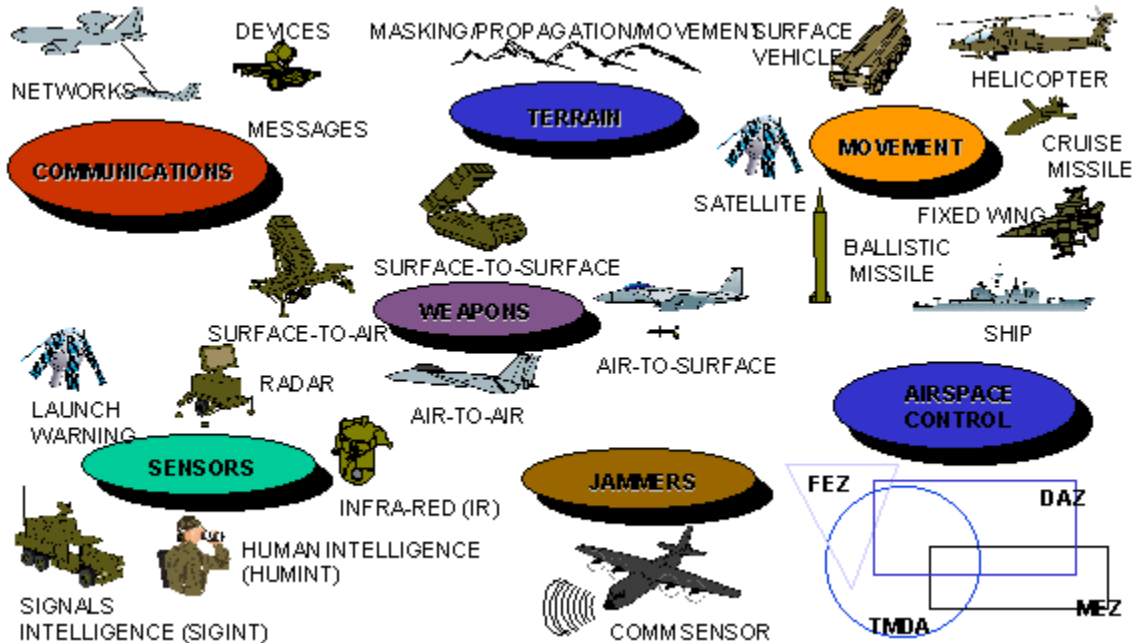 DEVICES
MASKING/PROPAGATION/MOVEMENT
SURFACE
VEHICLE
HELICOPTER
NETWORKS
MESSAGES
TERRAIN
COMMUNICATIONS
MOVEMENT
CRUISE
MISSILE
SATELLITE
FIXED WING
BALLISTIC
MISSILE
SURFACE-TO-SURFACE
WEAPONS
SURFACE-TO-AIR
SHIP
AIR-TO-SURFACE
RADAR
AIR-TO-AIR
LAUNCH
WARNING
AIRSPACE
CONTROL
SENSORS
JAMMERS
FEZ
DAZ
INFRA-RED (IR)
HUMAN INTELLIGENCE
(HUMINT)
SIGNALS
INTELLIGENCE (SIGINT)
COMM SENSOR
TMDA
MEZ